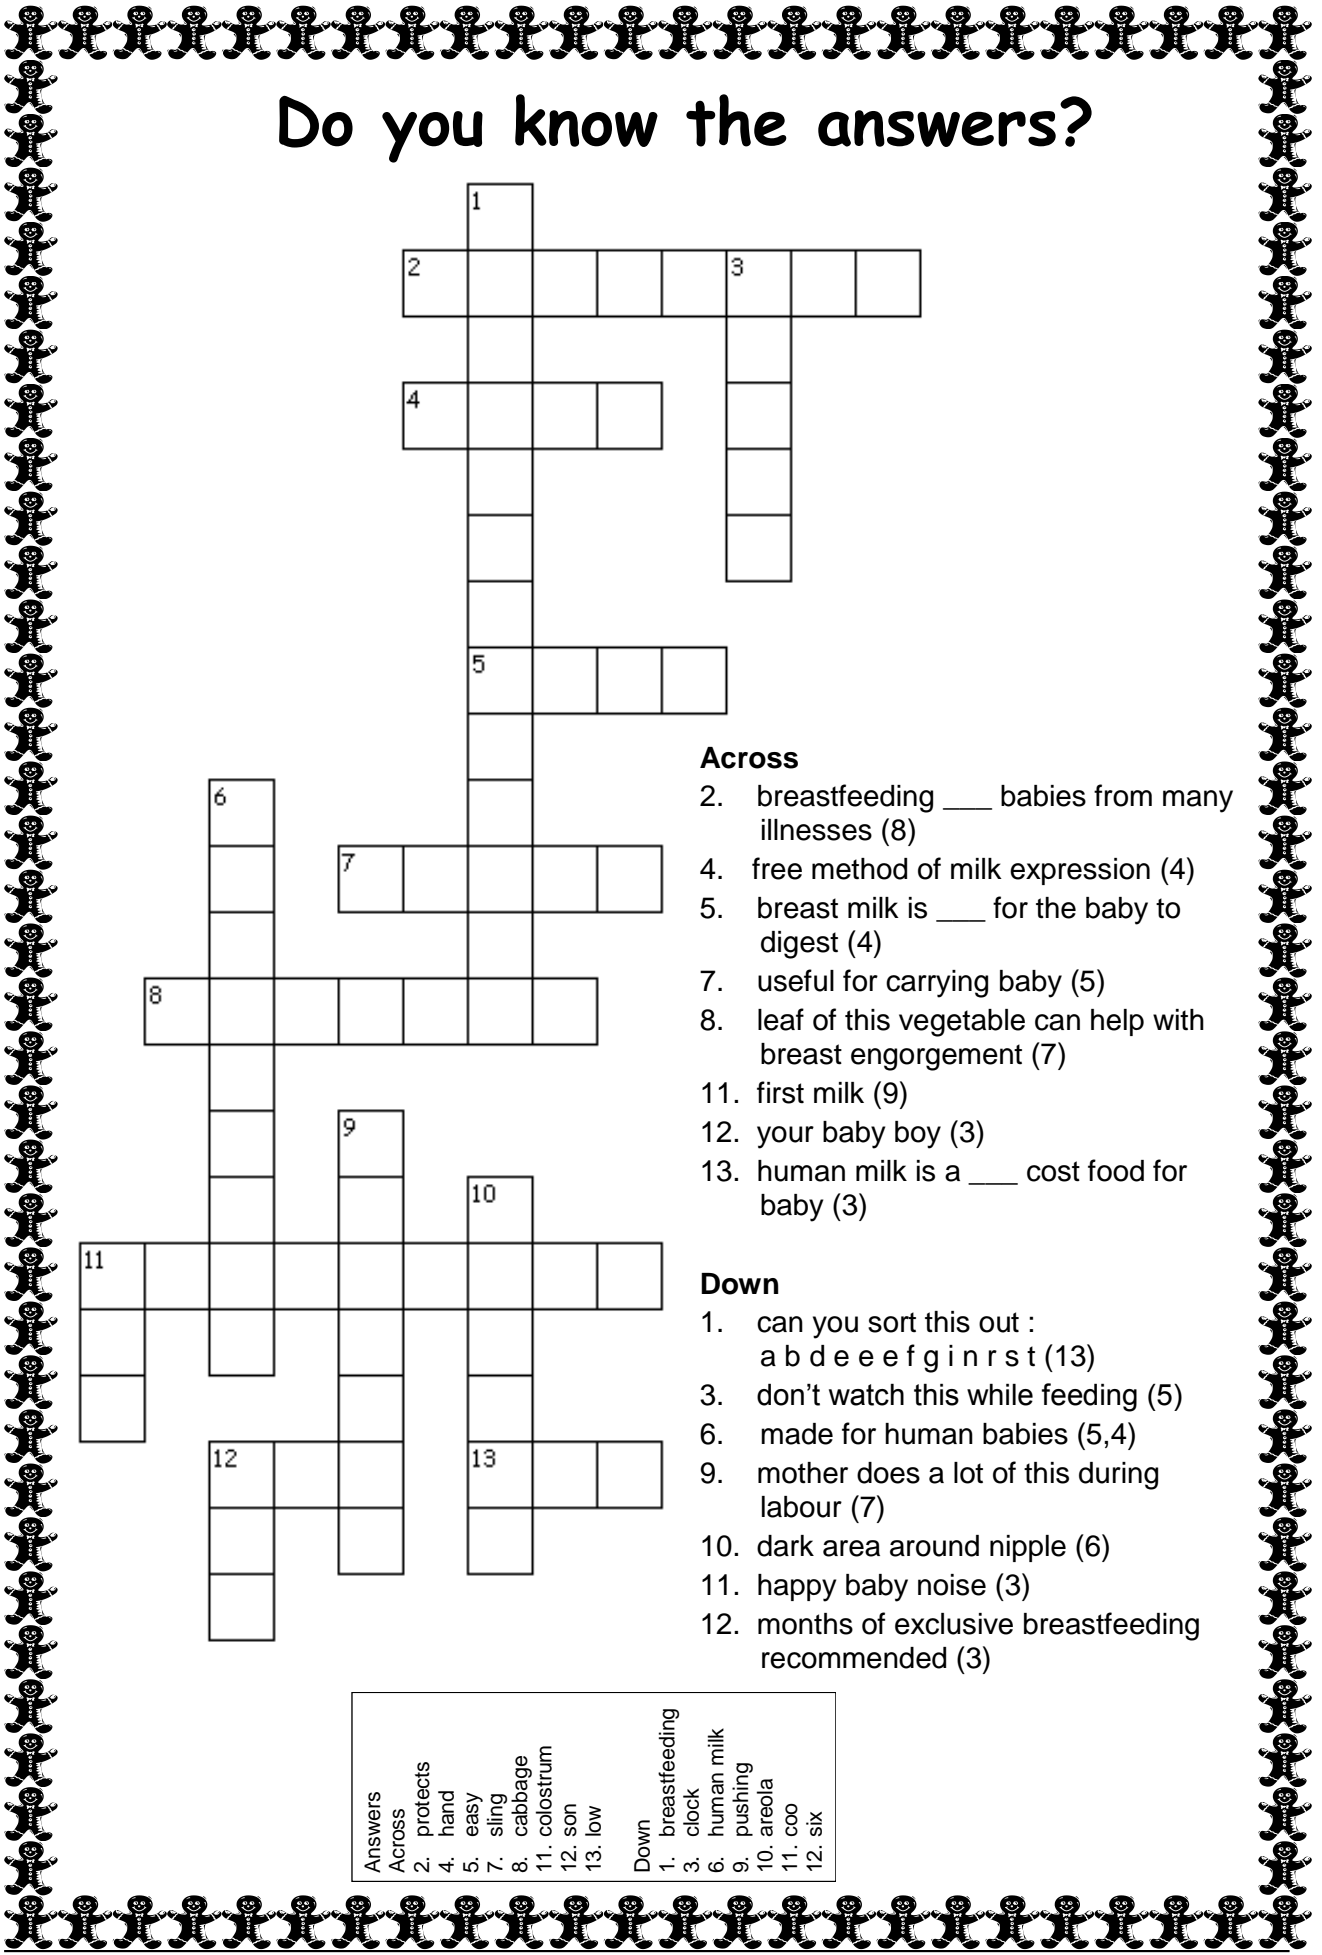 Do you know the answers?
1
2 3
4
5
6
7
8
9
10
11
12 13
Across
2. breastfeeding ___ babies from many
illnesses (8)
4. free method of milk expression (4)
5. breast milk is ___ for the baby to
digest (4)
7. useful for carrying baby (5)
8. leaf of this vegetable can help with
breast engorgement (7)
11. first milk (9)
12. your baby boy (3)
13. human milk is a ___ cost food for
baby (3)
Down
1. can you sort this out :
a b d e e e f g i n r s t (13)
3. don’t watch this while feeding (5)
6. made for human babies (5,4)
9. mother does a lot of this during
labour (7)
10. dark area around nipple (6)
11. happy baby noise (3)
12. months of exclusive breastfeeding
recommended (3)
Answers
Across
2. protects
4. hand
5. easy
7. sling
8. cabbage
11. colostrum
12. son
13. low
Down
1. breastfeeding
3. clock
6. human milk
9. pushing
10. areola
11. coo
12. six